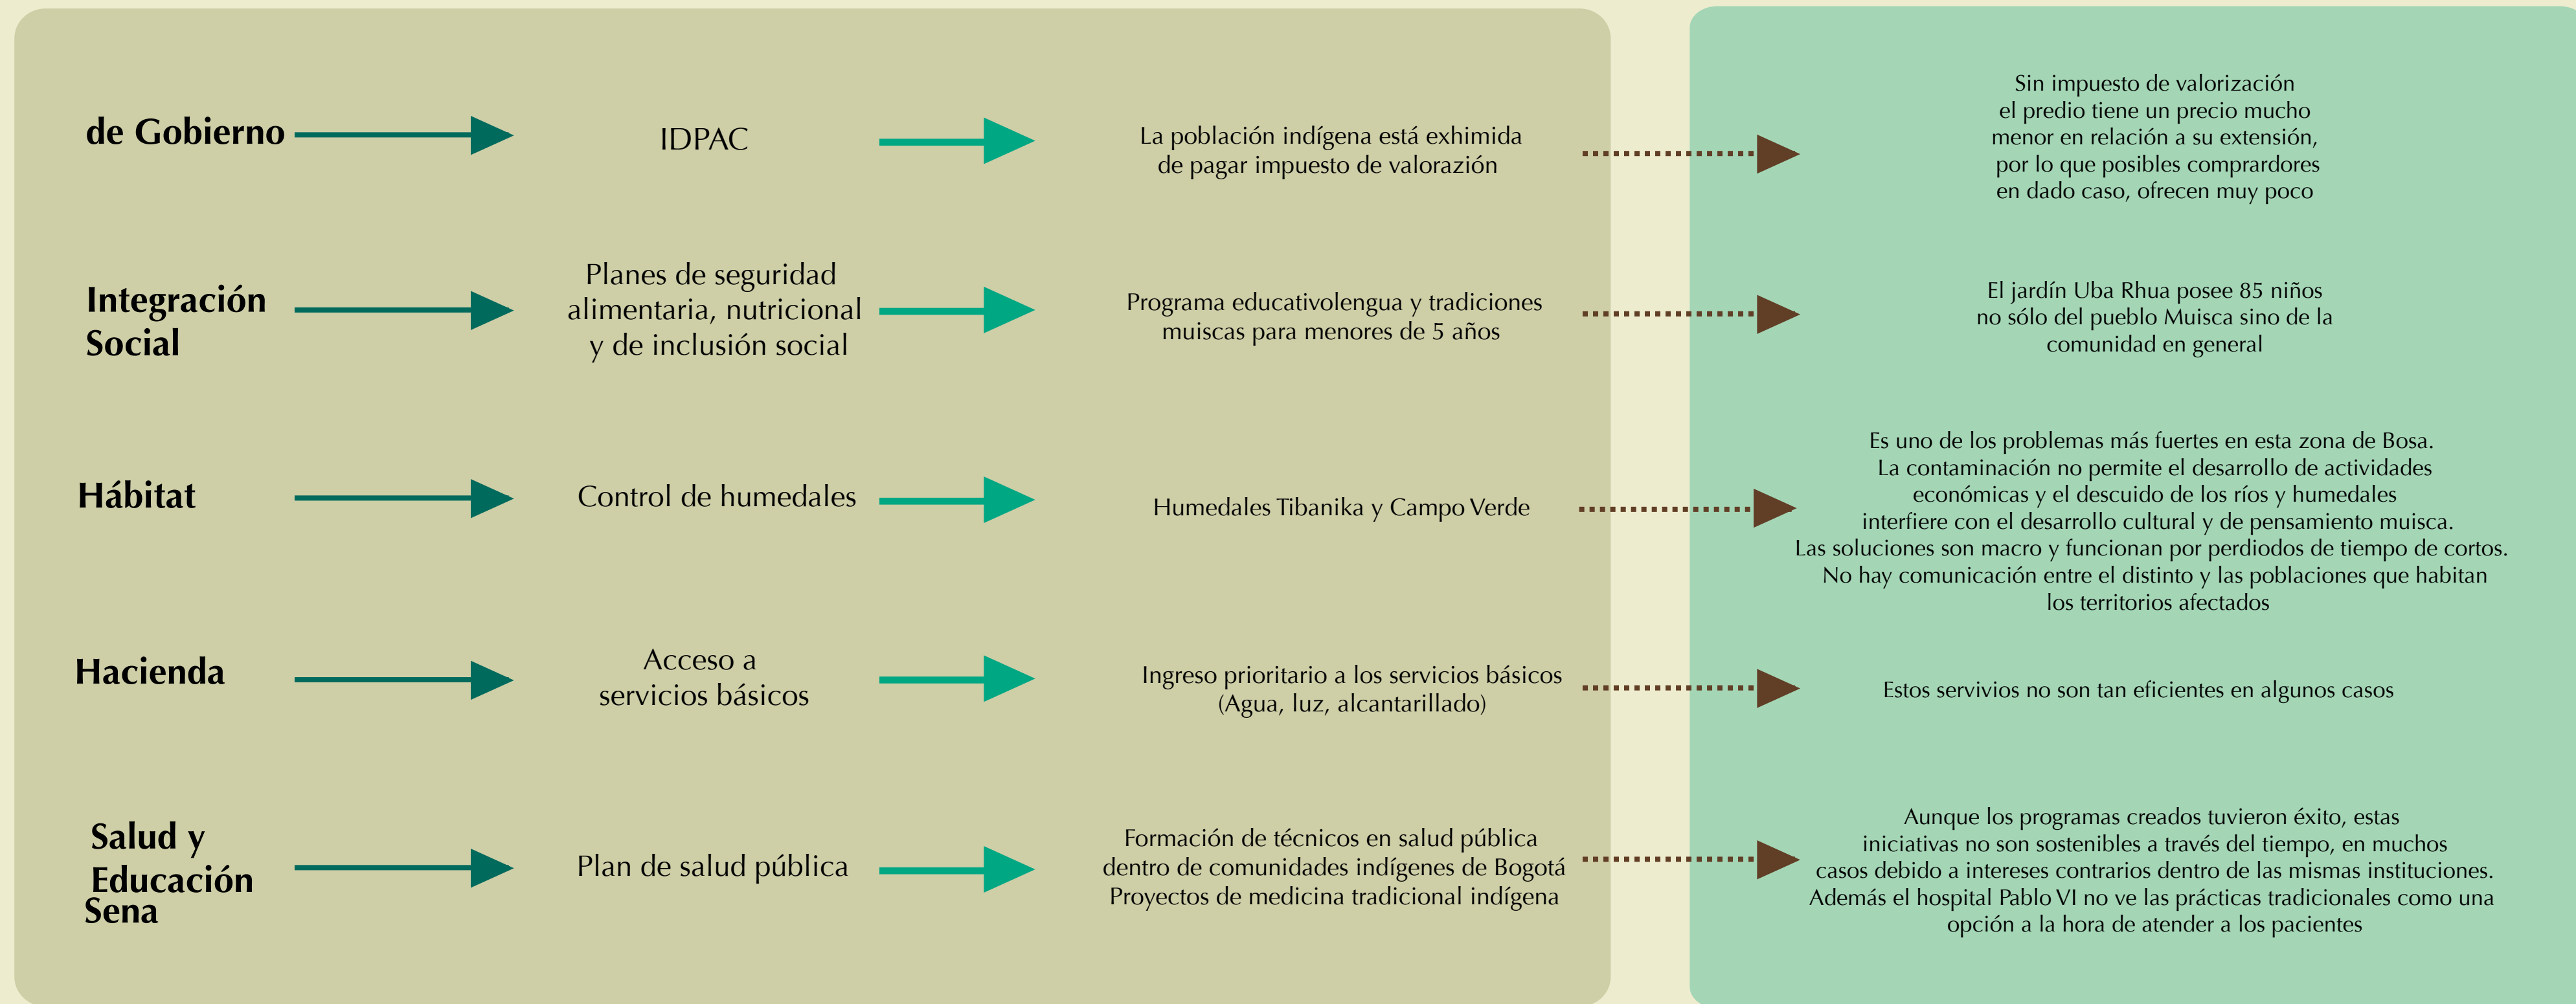 de Gobierno
IDPAC
La población indígena está exhimida
de pagar impuesto de valorazión
Sin impuesto de valorización
el predio tiene un precio mucho
menor en relación a su extensión,
por lo que posibles comprardores
en dado caso, ofrecen muy poco
Integración
Social
Planes de seguridad
alimentaria, nutricional
y de inclusión social
Programa educativolengua y tradiciones
muiscas para menores de 5 años
El jardín Uba Rhua posee 85 niños
no sólo del pueblo Muisca sino de la
comunidad en general
Hábitat
Control de humedales
Humedales Tibanika y Campo Verde
Es uno de los problemas más fuertes en esta zona de Bosa.
La contaminación no permite el desarrollo de actividades
económicas y el descuido de los ríos y humedales
interfiere con el desarrollo cultural y de pensamiento muisca.
Las soluciones son macro y funcionan por perdiodos de tiempo de cortos.
No hay comunicación entre el distinto y las poblaciones que habitan
los territorios afectados
Hacienda
Acceso a
servicios básicos
Ingreso prioritario a los servicios básicos
(Agua, luz, alcantarillado)
Estos servivios no son tan eficientes en algunos casos
Salud y
Educación
Sena
Plan de salud pública
Formación de técnicos en salud pública
dentro de comunidades indígenes de Bogotá
Proyectos de medicina tradicional indígena
Aunque los programas creados tuvieron éxito, estas
iniciativas no son sostenibles a través del tiempo, en muchos
casos debido a intereses contrarios dentro de las mismas instituciones.
Además el hospital Pablo VI no ve las prácticas tradicionales como una
opción a la hora de atender a los pacientes